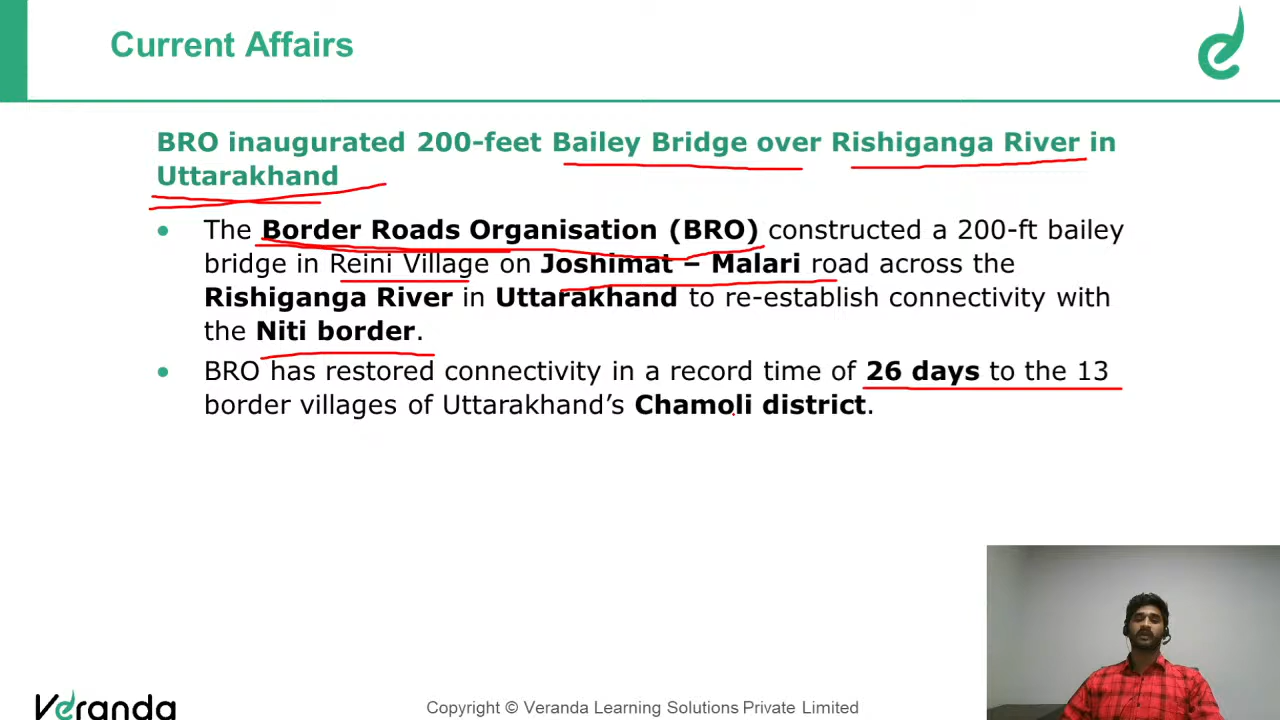 Current Affairs
BRO inaugurated 200-feet Bailey Bridge over Rishiganga River in
Uttarakhand
The Border Roads Organisation (BRO) constructed a 200-ft bailey
bridge in Reini Village on Joshimat – Malari road across the
Rishiganga River in Uttarakhand to re-establish connectivity with
the Niti border.
BRO has restored connectivity in a record time of 26 days to the 13
border villages of Uttarakhand’s Chamoli district.
Veranda
Copyright © Veranda Learning Solutions Private Limited